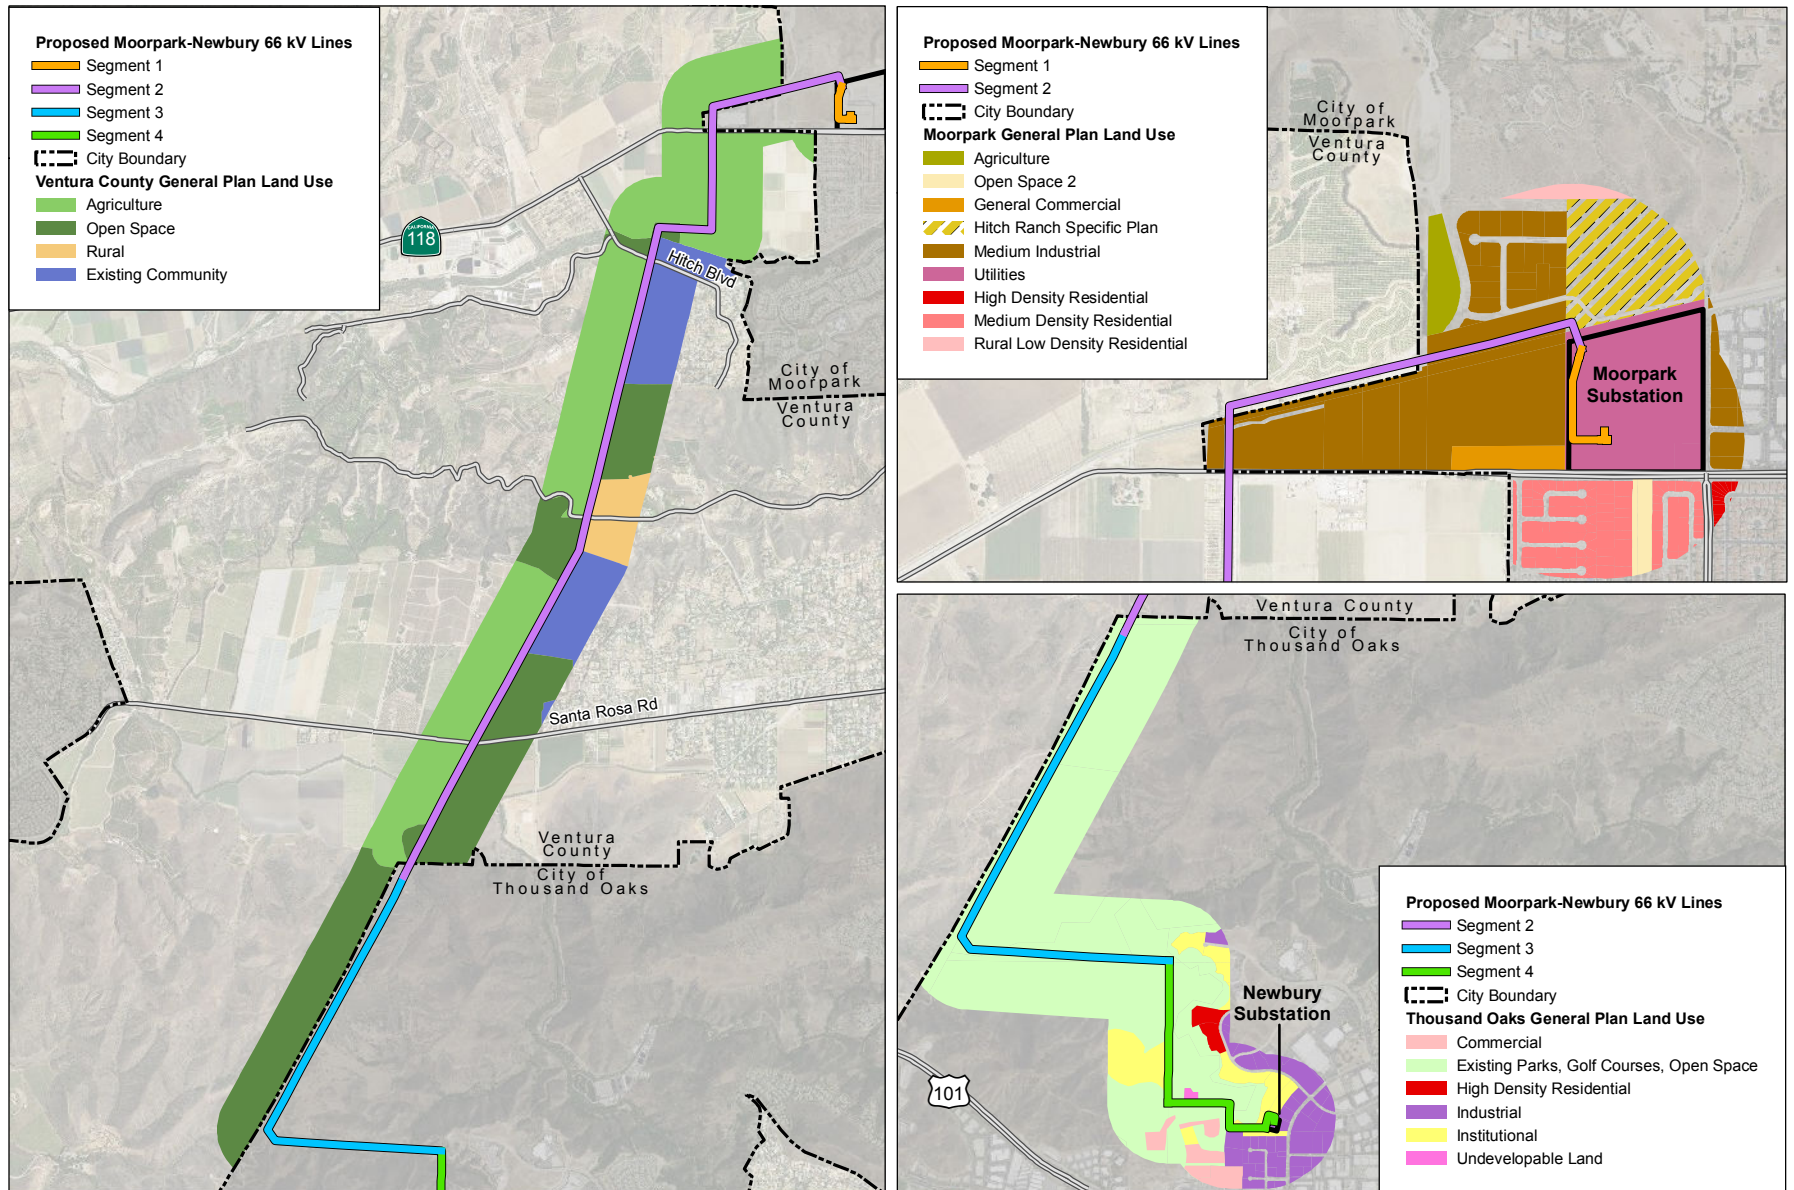 Proposed Moorpark-Newbury 66 kV Lines
Segment 1
Segment 2
Segment 3
Segment 4
City Boundary
Ventura County General Plan Land Use
Agriculture
Open Space
Rural
Existing Community
CALIFORNIA
118
Hitch Blvd
City of
Moorpark
Ventura
County
Santa Rosa Rd
Ventura
County
City of
Thousand Oaks
Proposed Moorpark-Newbury 66 kV Lines
Segment 1
Segment 2
City Boundary
Moorpark General Plan Land Use
Agriculture
Open Space 2
General Commercial
Hitch Ranch Specific Plan
Medium Industrial
Utilities
High Density Residential
Medium Density Residential
Rural Low Density Residential
City of
Moorpark
Ventura
County
Moorpark
Substation
Ventura County
City of
Thousand Oaks
Newbury
Substation
101
Proposed Moorpark-Newbury 66 kV Lines
Segment 2
Segment 3
Segment 4
City Boundary
Thousand Oaks General Plan Land Use
Commercial
Existing Parks, Golf Courses, Open Space
High Density Residential
Industrial
Institutional
Undevelopable Land